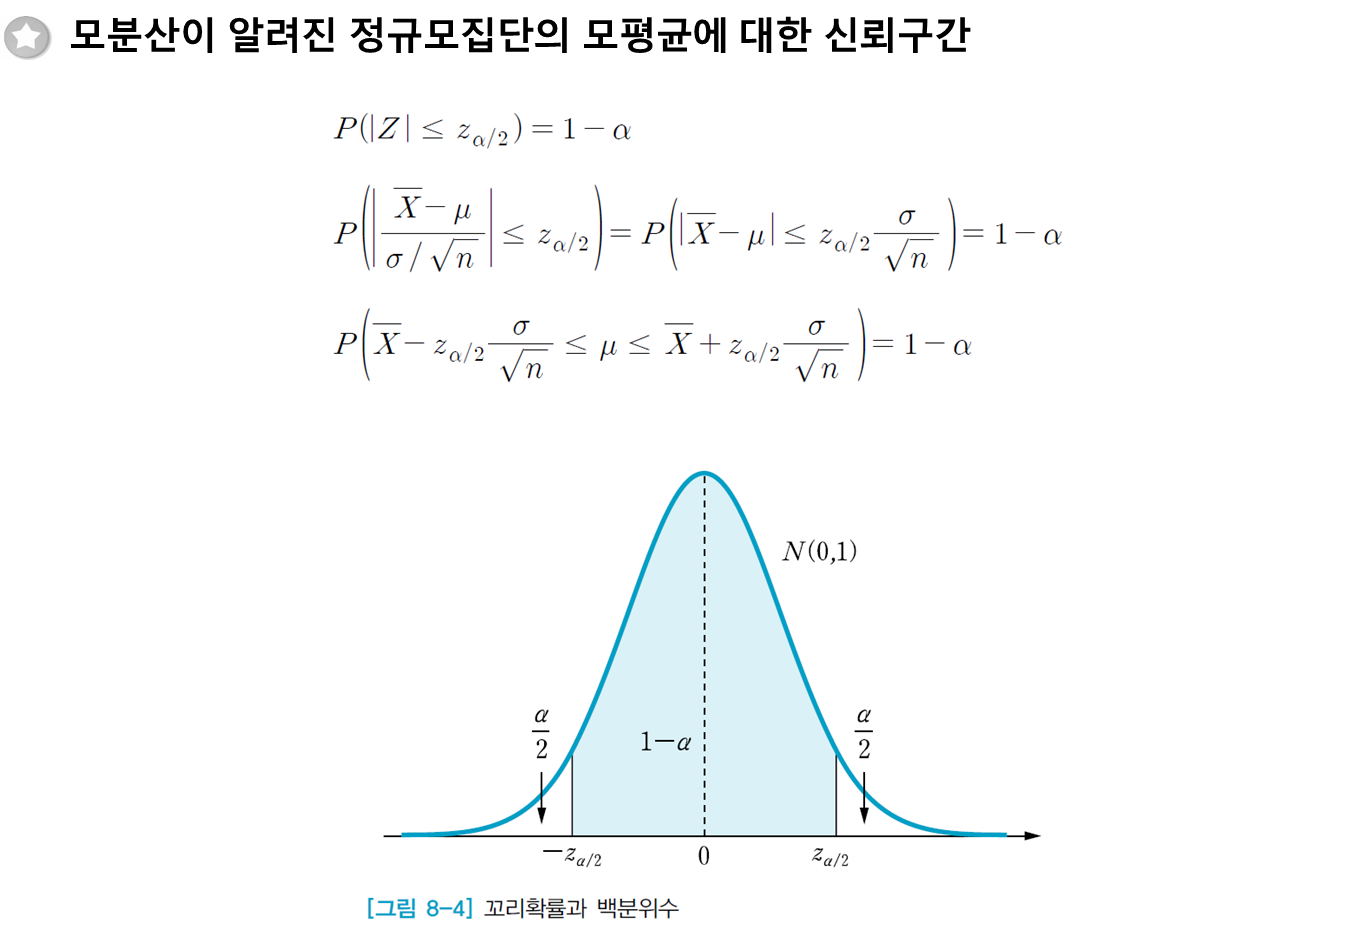 모분산이 알려진 정규모집단의 모평균에 대한 신뢰구간
P(|Z| ≤ z_{α/2}) = 1 − α
P(|(X̄ − μ)/(σ/√n)| ≤ z_{α/2}) = P(|X̄ − μ| ≤ z_{α/2} σ/√n) = 1 − α
P(X̄ − z_{α/2} σ/√n ≤ μ ≤ X̄ + z_{α/2} σ/√n) = 1 − α
N(0,1)
α/2 1−α α/2
−z_{α/2} 0 z_{α/2}
[그림 8−4] 꼬리확률과 백분위수